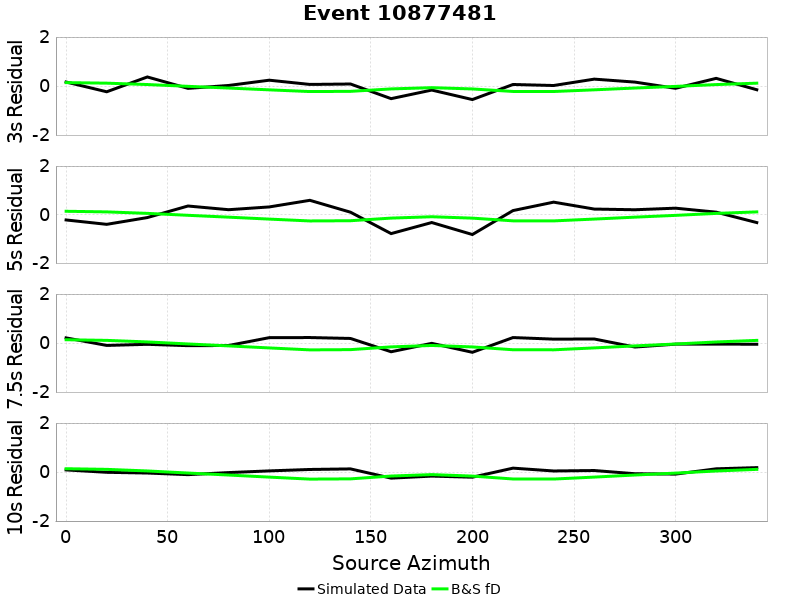 Event 10877481
3s Residual
2
0
-2
5s Residual
2
0
-2
7.5s Residual
2
0
-2
10s Residual
2
0
-2
0 50 100 150 200 250 300
Source Azimuth
Simulated Data B&S fD